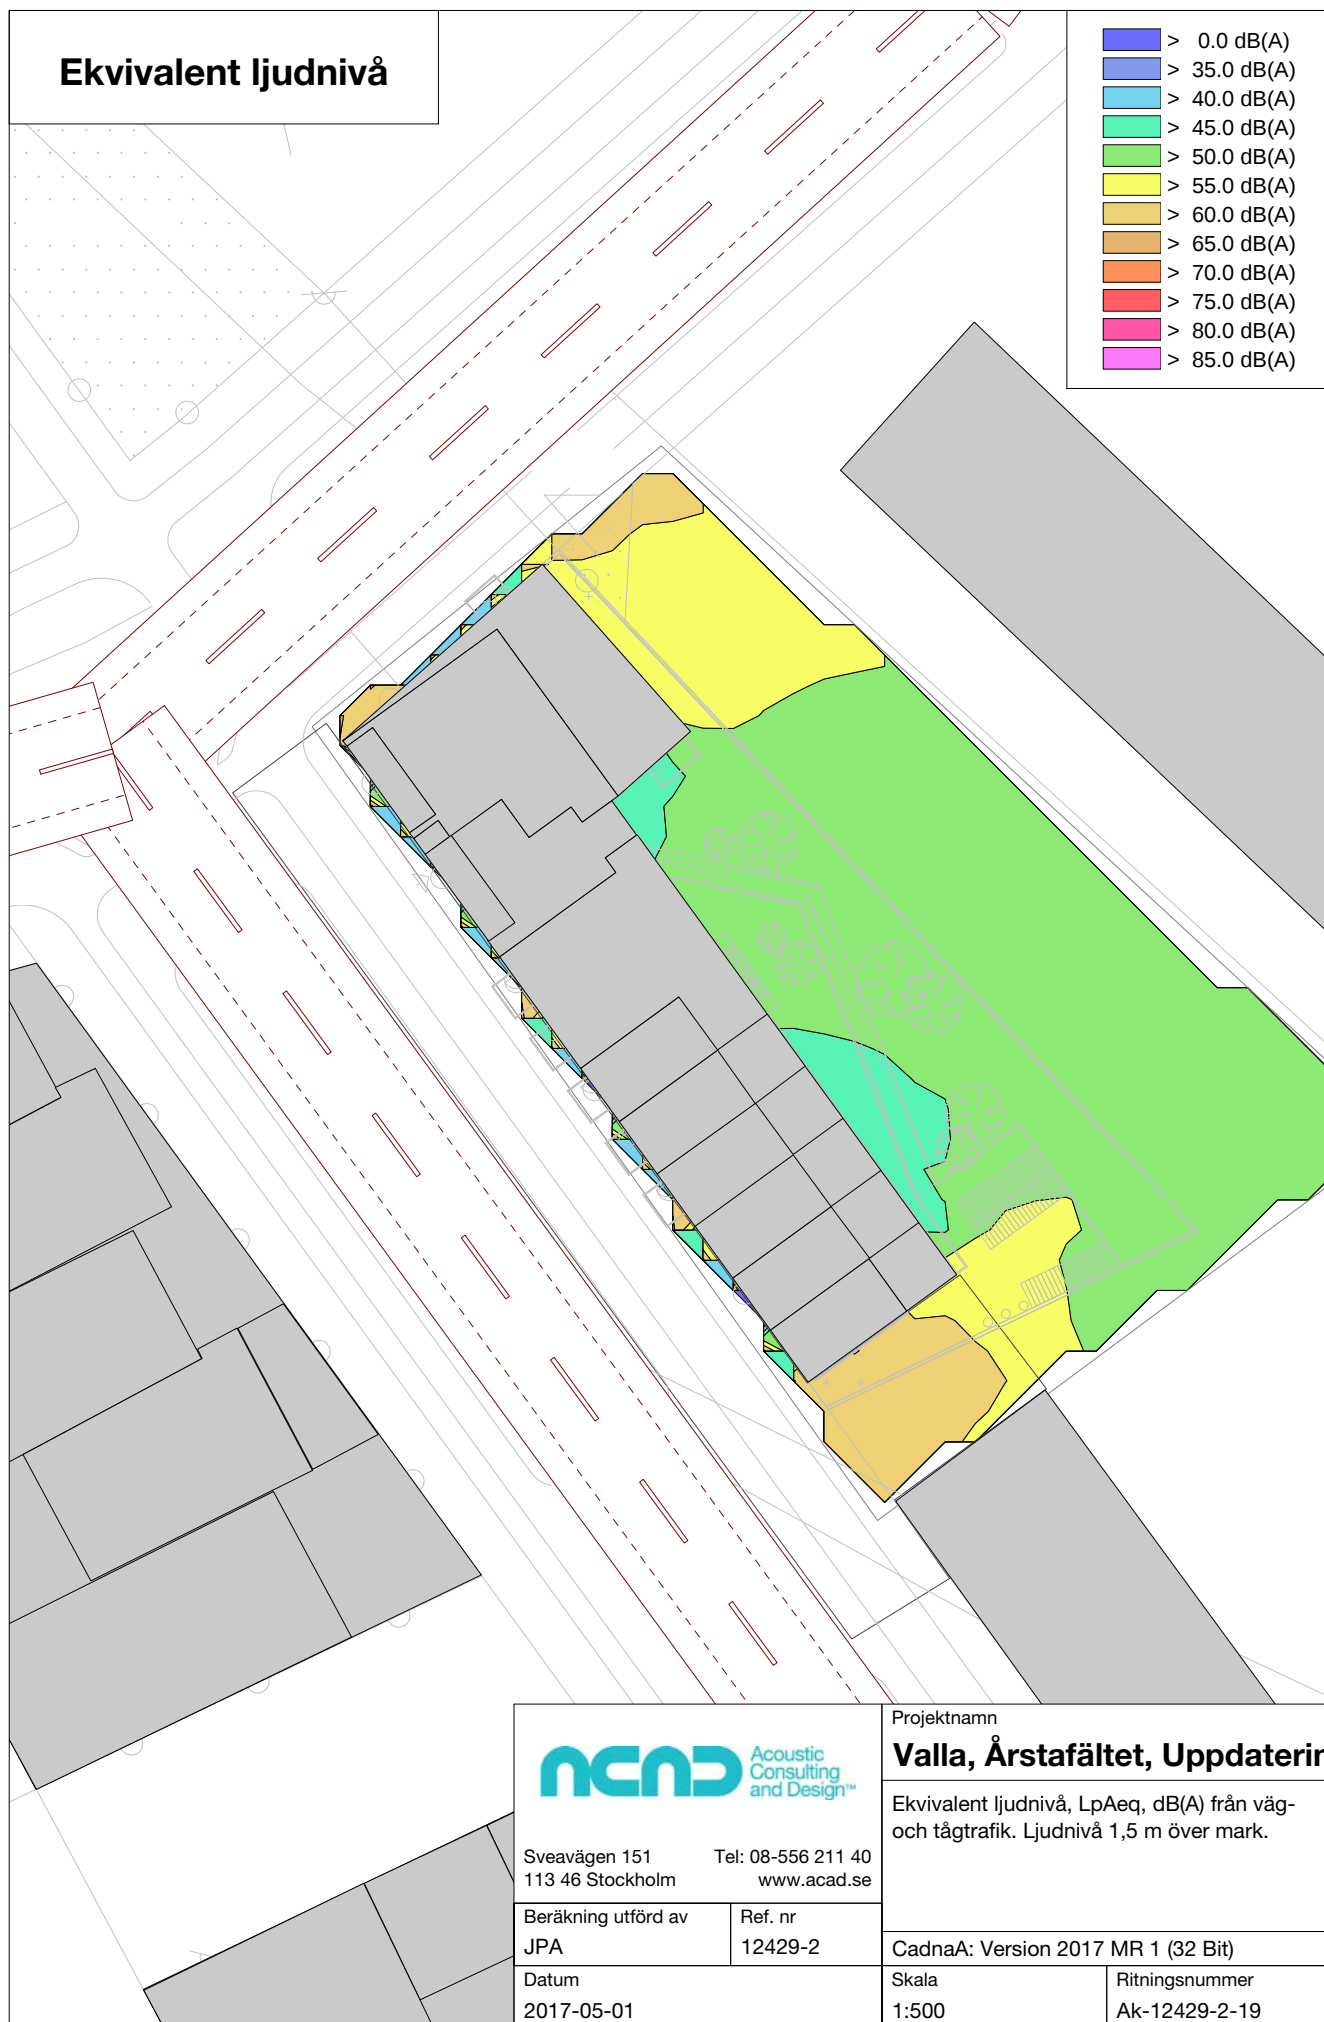 Ekvivalent ljudnivå
> 0.0 dB(A)
> 35.0 dB(A)
> 40.0 dB(A)
> 45.0 dB(A)
> 50.0 dB(A)
> 55.0 dB(A)
> 60.0 dB(A)
> 65.0 dB(A)
> 70.0 dB(A)
> 75.0 dB(A)
> 80.0 dB(A)
> 85.0 dB(A)
ACAD
Acoustic
Consulting
and Design™
Sveavägen 151
113 46 Stockholm
Tel: 08-556 211 40
www.acad.se
Beräkning utförd av
JPA
Ref. nr
12429-2
Datum
2017-05-01
Projektnamn
Valla, Årstafältet, Uppdaterin
Ekvivalent ljudnivå, LpAeq, dB(A) från väg-
och tågtrafik. Ljudnivå 1,5 m över mark.
CadnaA: Version 2017 MR 1 (32 Bit)
Skala
1:500
Ritningsnummer
Ak-12429-2-19